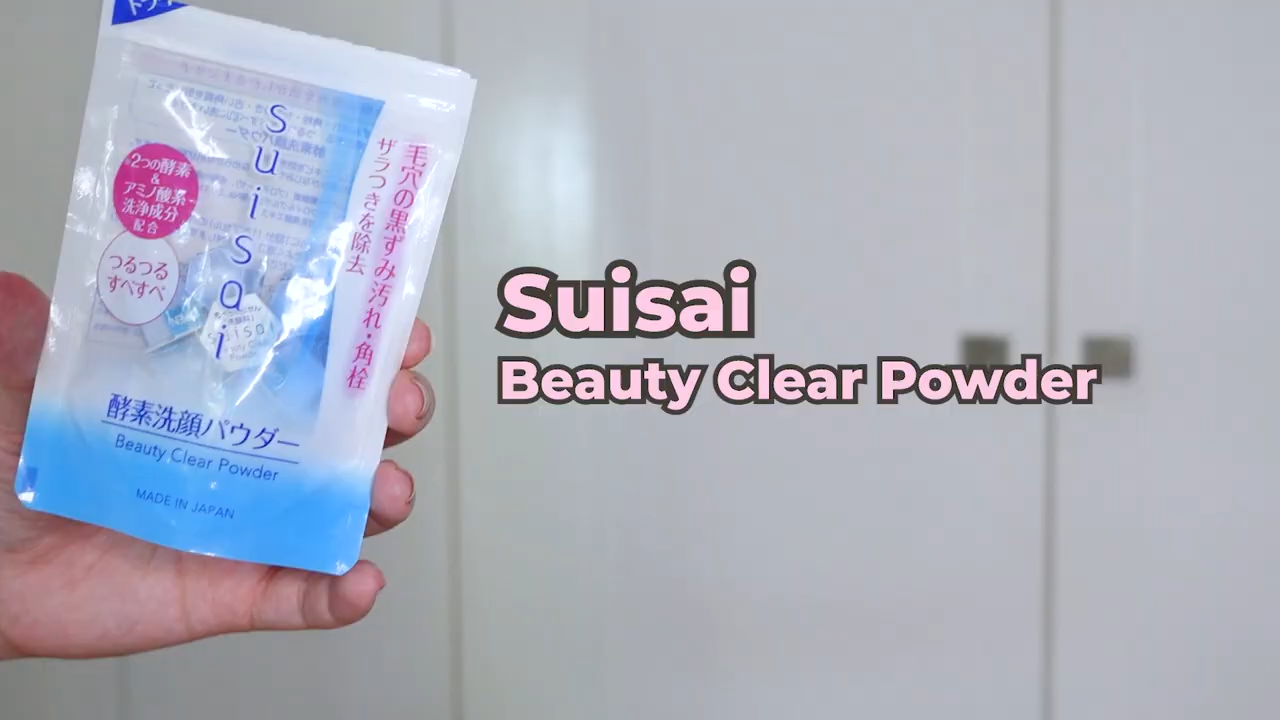 suisai
毛穴の黒ずみ汚れ・角栓
ザラつきを除去
2つの酵素
&
アミノ酸系
洗浄成分
配合
つるつる
すべすべ
酵素洗顔パウダー
Beauty Clear Powder
MADE IN JAPAN
Suisai
Beauty Clear Powder